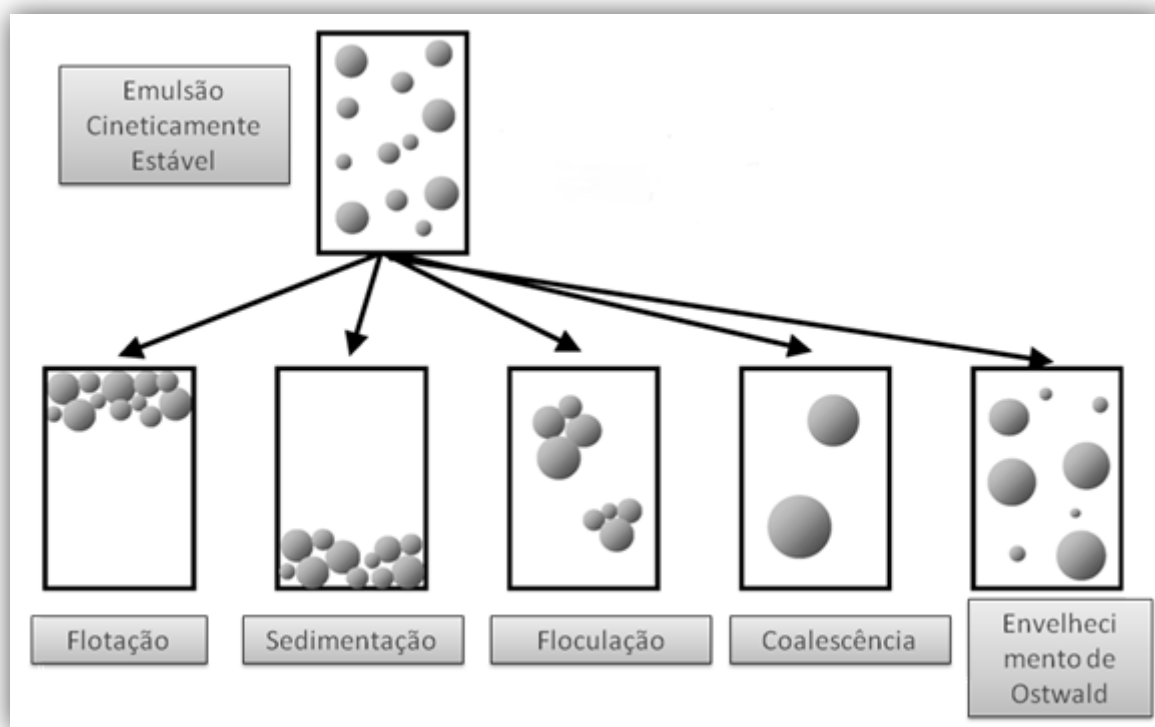 Emulsão
Cineticamente
Estável
Flotação
Sedimentação
Floculação
Coalescência
Envelheci
mento de
Ostwald